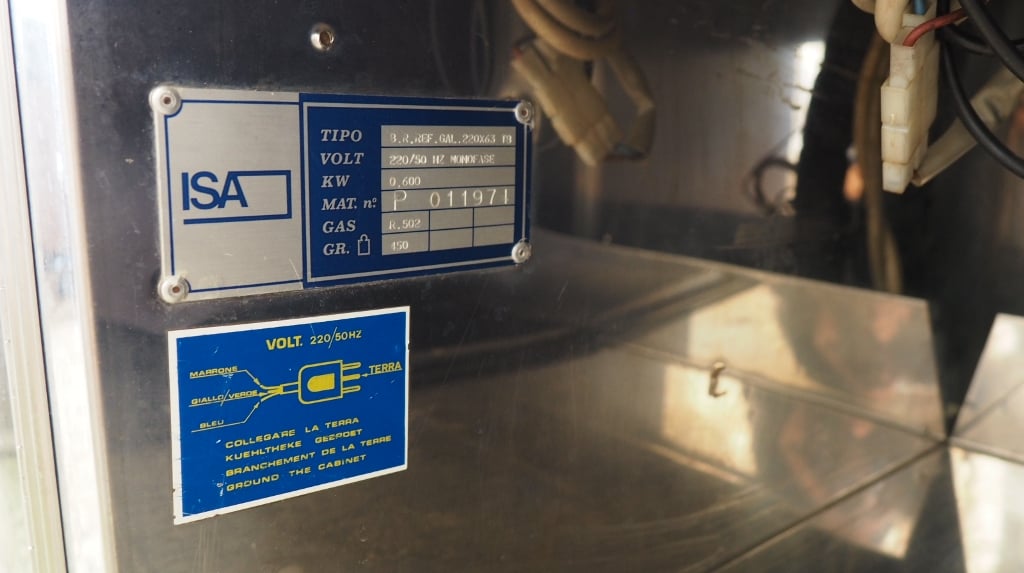 ISA
TIPO B.R.REF.GAL.220X63
VOLT 220/50 HZ MONOFASE
KW 0,600
MAT. nº P 011971
GAS R.502
GR. 450
VOLT. 220/50HZ
MARRONE
GIALLO/VERDE
BLEU
TERRA
COLLEGARE LA TERRA
KUEHLTHEKE GEERDET
BRANCHEMENT DE LA TERRE
GROUND THE CABINET